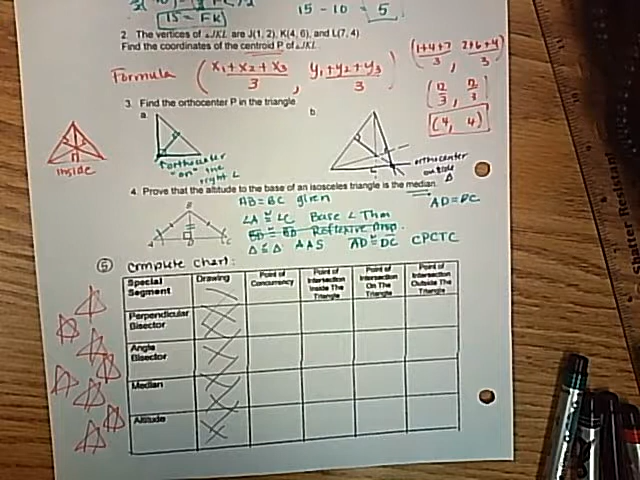 15 = FK
15 - 10 = 5
2. The vertices of ∠JKL are J(1, 2), K(4, 6), and L(7, 4)
Find the coordinates of the centroid P of ∠JKL
Formula (x₁+x₂+x₃/3, y₁+y₂+y₃/3)
(1+4+7/3, 2+6+4/3)
(12/3, 12/3)
(4, 4)
3. Find the orthocenter P in the triangle
a.
b.
inside
orthocenter
"on" the
right ∠
orthocenter
outside
Δ
4. Prove that the altitude to the base of an isosceles triangle is the median.
AB = BC given
AD = DC
∠A ≅ ∠C Base ∠ Thm
BD ≅ BD Reflexive Prop.
Δ ≅ Δ AAS AD ≅ DC CPCTC
B
A D C
⑤ Complete Chart:
Special Segment
Drawing
Point of Concurrency
Point of Intersection Inside The Triangle
Point of Intersection On The Triangle
Point of Intersection Outside The Triangle
Perpendicular Bisector
Angle Bisector
Median
Altitude